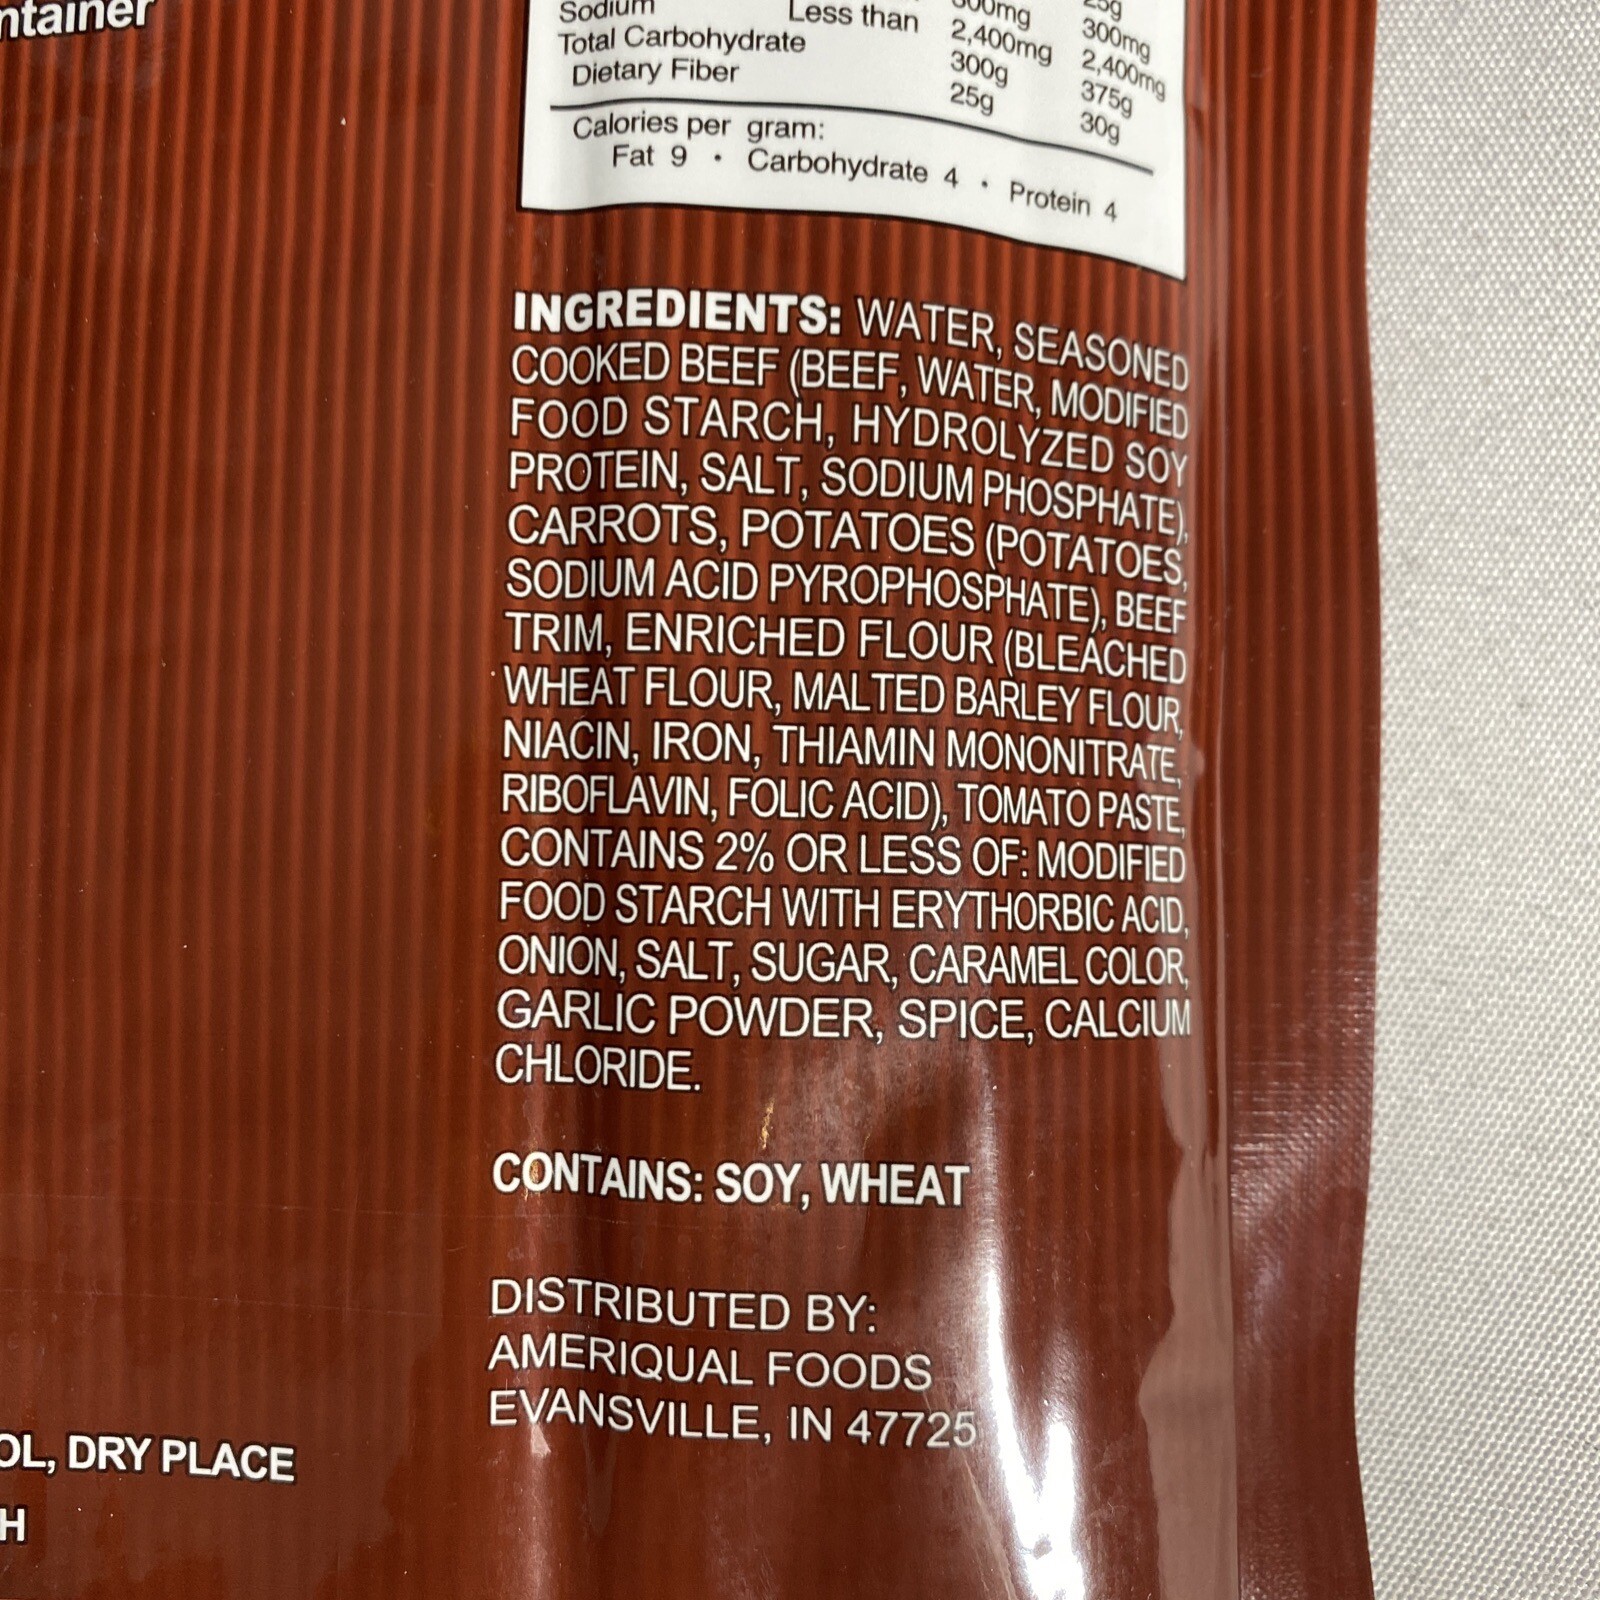 ntainer
Sodium Less than 2,400mg 2,400mg
Total Carbohydrate 300g 375g
Dietary Fiber 25g 30g
Calories per gram:
Fat 9 • Carbohydrate 4 • Protein 4
INGREDIENTS: WATER, SEASONED
COOKED BEEF (BEEF, WATER, MODIFIED
FOOD STARCH, HYDROLYZED SOY
PROTEIN, SALT, SODIUM PHOSPHATE),
CARROTS, POTATOES (POTATOES,
SODIUM ACID PYROPHOSPHATE), BEEF
TRIM, ENRICHED FLOUR (BLEACHED
WHEAT FLOUR, MALTED BARLEY FLOUR,
NIACIN, IRON, THIAMIN MONONITRATE,
RIBOFLAVIN, FOLIC ACID), TOMATO PASTE,
CONTAINS 2% OR LESS OF: MODIFIED
FOOD STARCH WITH ERYTHORBIC ACID,
ONION, SALT, SUGAR, CARAMEL COLOR,
GARLIC POWDER, SPICE, CALCIUM
CHLORIDE.
CONTAINS: SOY, WHEAT
DISTRIBUTED BY:
AMERIQUAL FOODS
EVANSVILLE, IN 47725
OL, DRY PLACE
H